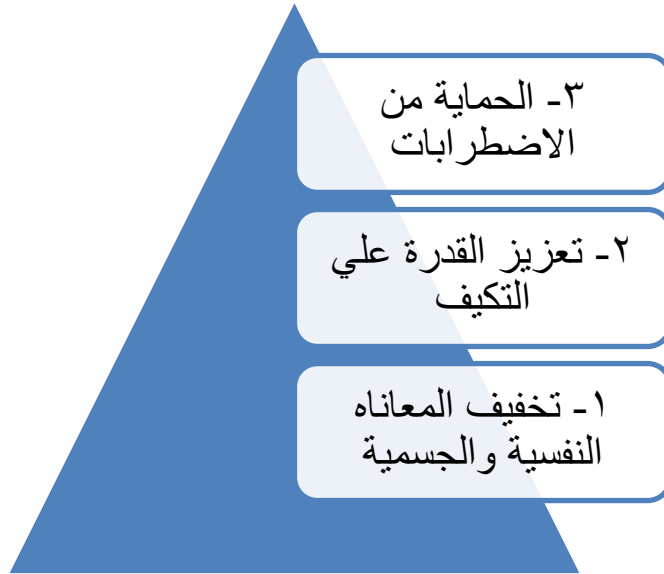 ٣- الحماية من
الاضطرابات
٢- تعزيز القدرة علي
التكيف
١- تخفيف المعاناه
النفسية والجسمية